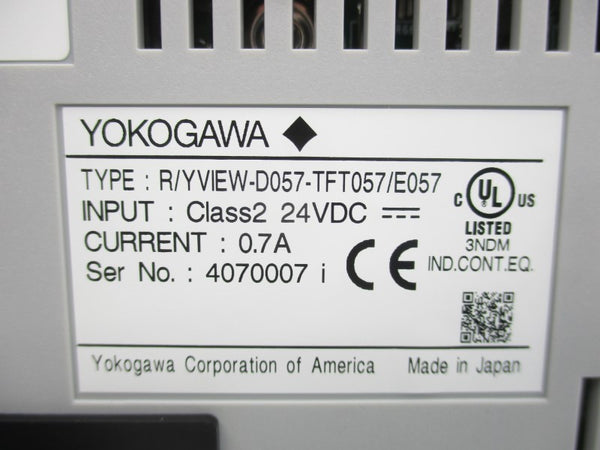 YOKOGAWA ◆
TYPE : R/YVIEW-D057-TFT057/E057
INPUT : Class2 24VDC
CURRENT : 0.7A
Ser No. : 4070007 i
CE
C UL US
LISTED
3NDM
IND.CONT.EQ.
Yokogawa Corporation of America Made in Japan